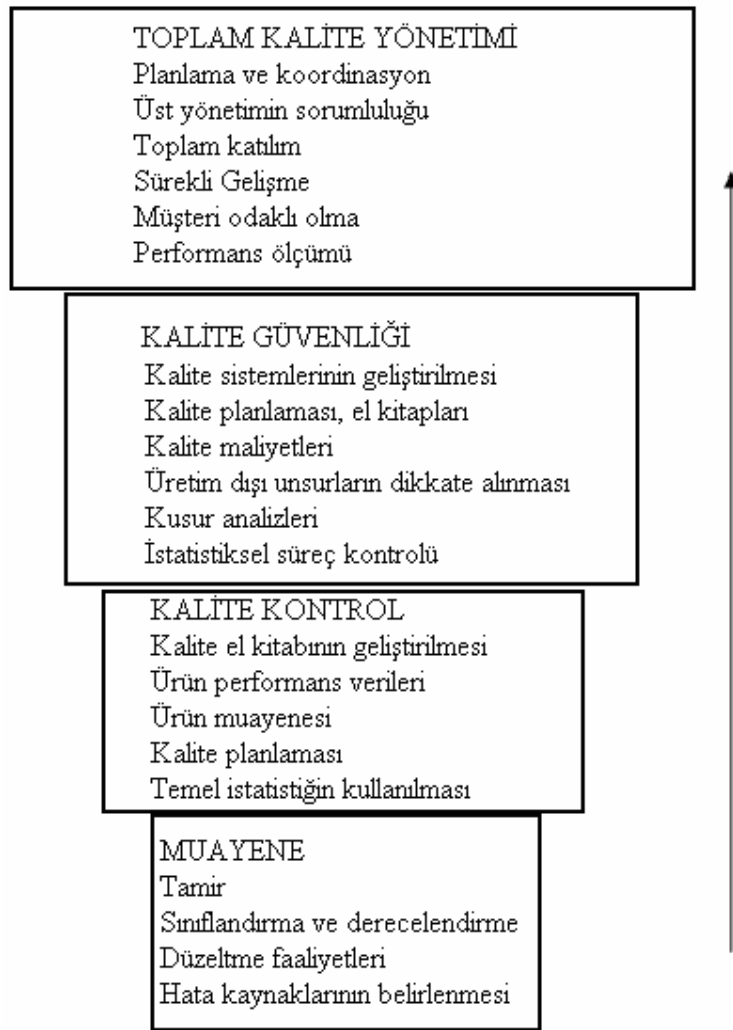 TOPLAM KALİTE YÖNETİMİ
Planlama ve koordinasyon
Üst yönetimin sorumluluğu
Toplam katılım
Sürekli Gelişme
Müşteri odaklı olma
Performans ölçümü
KALİTE GÜVENLİĞİ
Kalite sistemlerinin geliştirilmesi
Kalite planlaması, el kitapları
Kalite maliyetleri
Üretim dışı unsurların dikkate alınması
Kusur analizleri
İstatistiksel süreç kontrolü
KALİTE KONTROL
Kalite el kitabının geliştirilmesi
Ürün performans verileri
Ürün muayenesi
Kalite planlaması
Temel istatistiğin kullanılması
MUAYENE
Tamir
Sınıflandırma ve derecelendirme
Düzeltme faaliyetleri
Hata kaynaklarının belirlenmesi